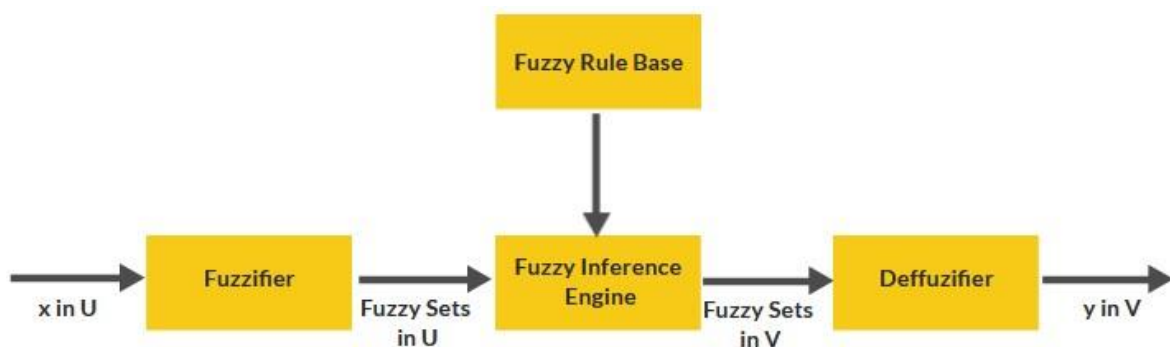 Fuzzy Rule Base
Fuzzifier
Fuzzy Inference
Engine
Deffuzifier
x in U
Fuzzy Sets
in U
Fuzzy Sets
in V
y in V